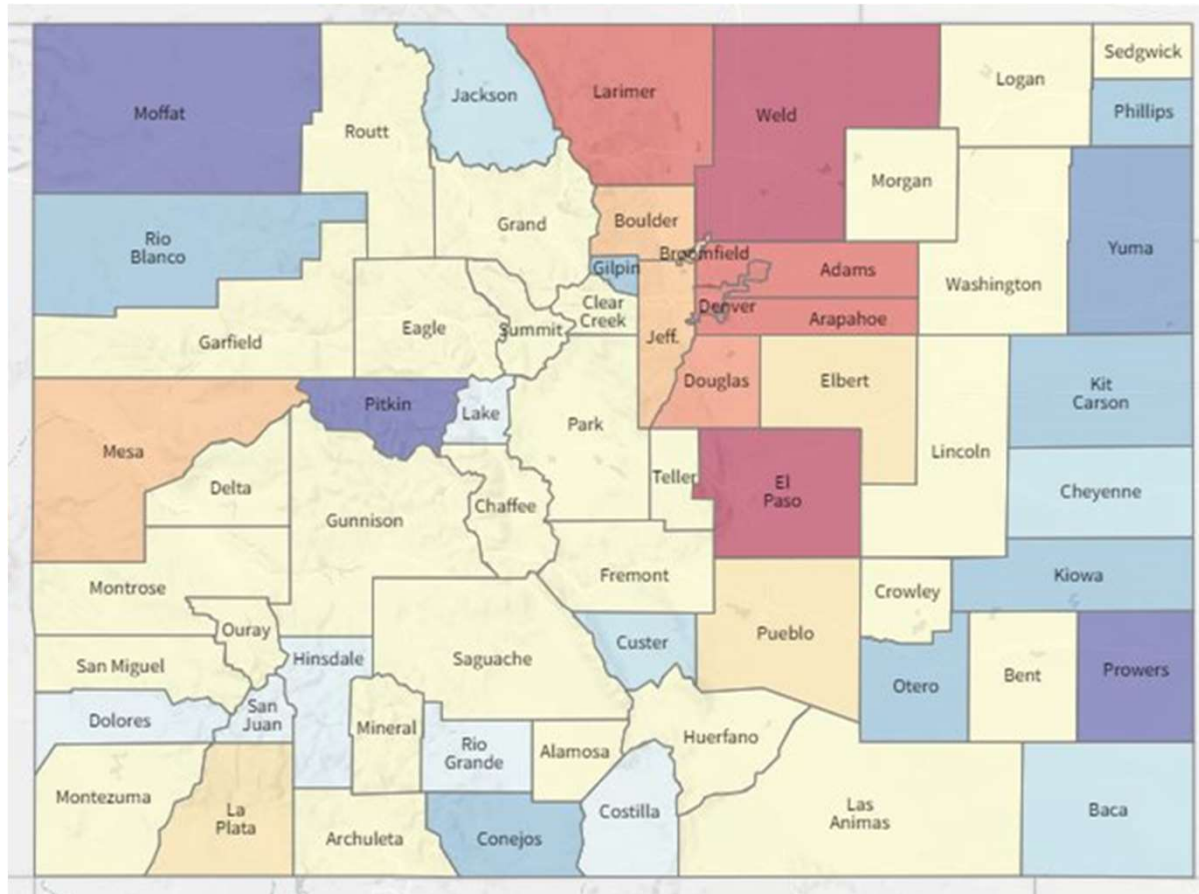 Sedgwick
Logan
Jackson
Larimer
Phillips
Moffat
Weld
Routt
Morgan
Boulder
Grand
Rio
Blanco
Yuma
Broomfield
Gilpin
Adams
Washington
Clear
Creek
Denver
Arapahoe
Eagle
Summit
Jeff.
Garfield
Douglas
Elbert
Kit
Carson
Pitkin
Lake
Park
Mesa
Lincoln
Teller
Delta
El
Paso
Cheyenne
Chaffee
Gunnison
Fremont
Kiowa
Montrose
Crowley
Ouray
Pueblo
Custer
Hinsdale
Saguache
San Miguel
Bent
Prowers
Otero
San
Juan
Dolores
Mineral
Huerfano
Rio
Grande
Alamosa
Montezuma
La
Plata
Costilla
Las
Animas
Baca
Archuleta
Conejos